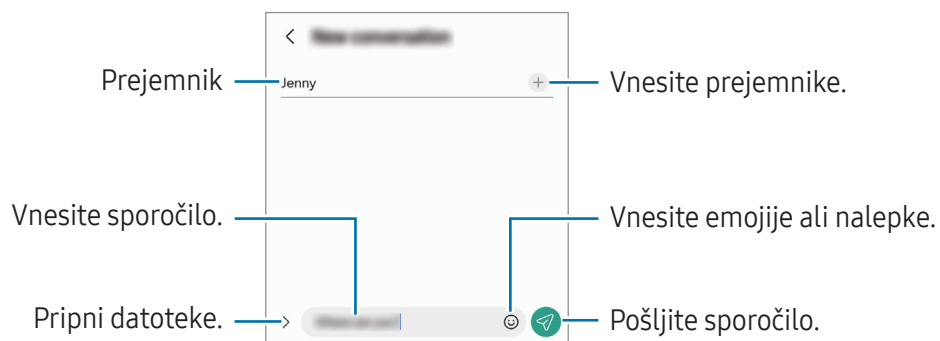 Prejemnik
Jenny
Vnesite prejemnike.
Vnesite sporočilo.
Vnesite emojije ali nalepke.
Pripni datoteke.
Pošljite sporočilo.